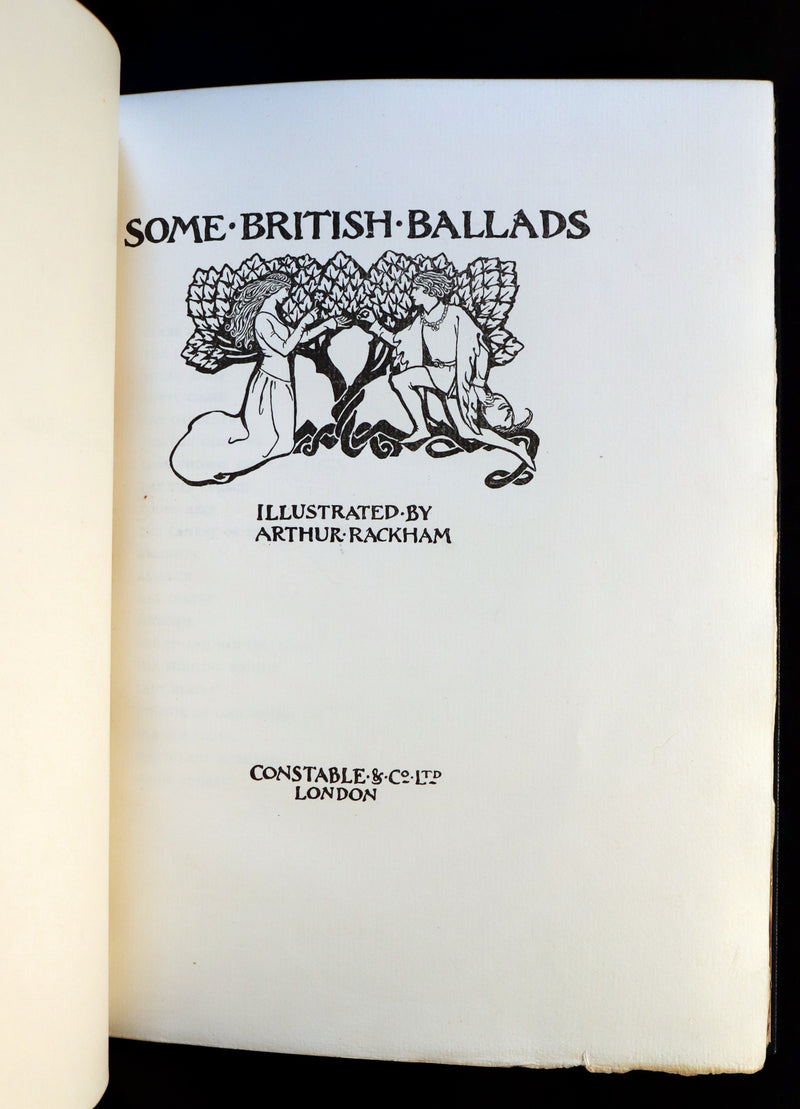 SOME·BRITISH·BALLADS
ILLUSTRATED·BY
ARTHUR·RACKHAM
CONSTABLE·&·Co·LTD
LONDON